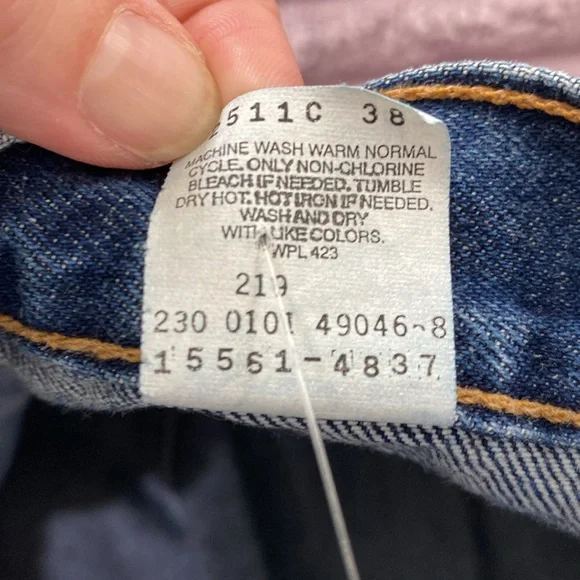 2511C 38
MACHINE WASH WARM NORMAL
CYCLE. ONLY NON-CHLORINE
BLEACH IF NEEDED. TUMBLE
DRY HOT. HOT IRON IF NEEDED.
WASH AND DRY
WITH LIKE COLORS.
WPL 423
219
230 0101 49046-8
15561-4837